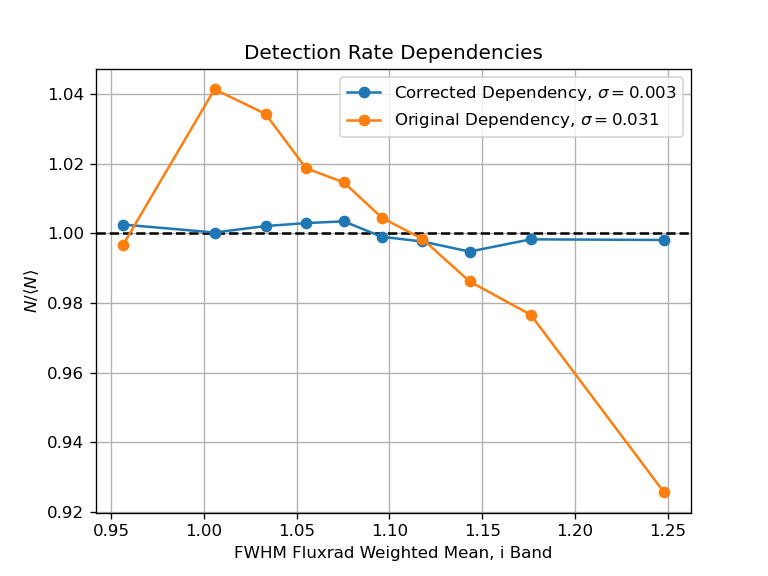 Detection Rate Dependencies
Corrected Dependency, σ = 0.003
Original Dependency, σ = 0.031
1.04
1.02
1.00
0.98
0.96
0.94
0.92
N/⟨N⟩
0.95 1.00 1.05 1.10 1.15 1.20 1.25
FWHM Fluxrad Weighted Mean, i Band